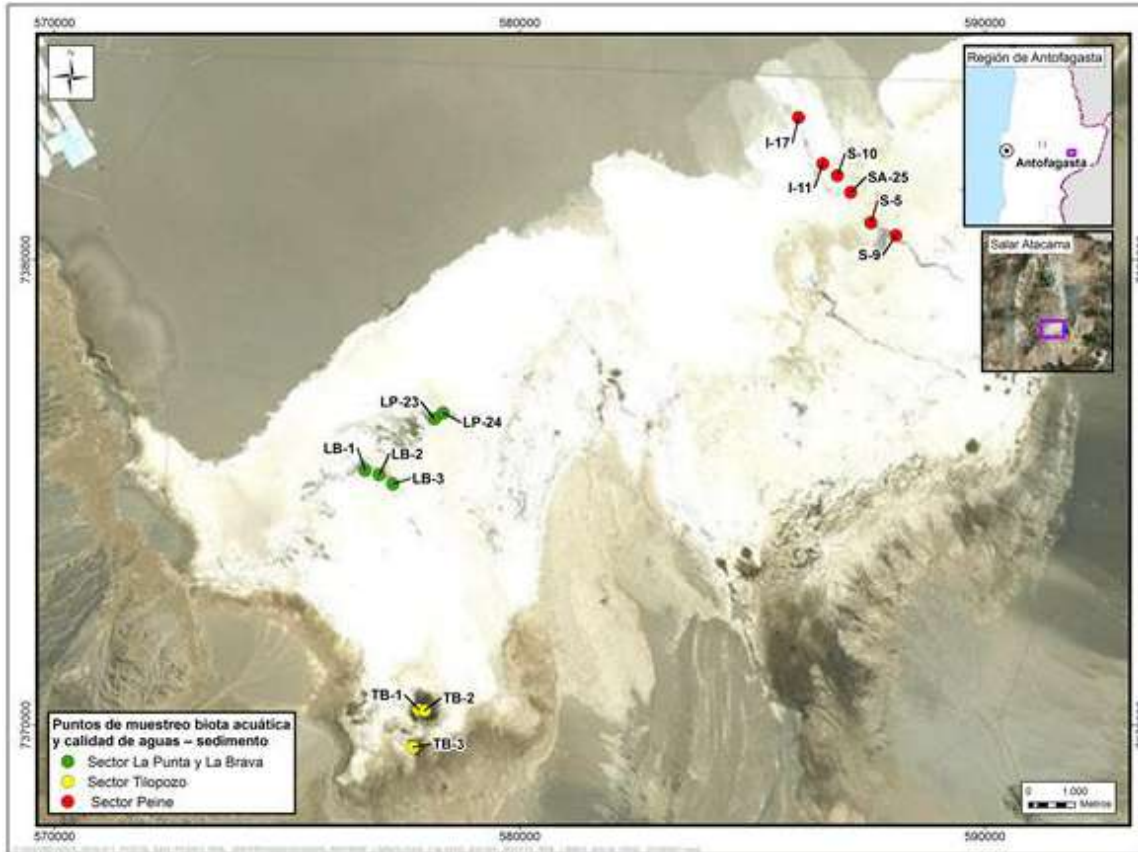 570000 580000 590000
Región de Antofagasta
Antofagasta
Salar Atacama
I-17
S-10
I-11
SA-25
S-5
S-9
7380000
LP-23
LP-24
LB-1
LB-2
LB-3
TB-1
TB-2
TB-3
7370000
Puntos de muestreo biota acuática
y calidad de aguas – sedimento
Sector La Punta y La Brava
Sector Tilopozo
Sector Peine
0 1.000
Metros
570000 580000 590000